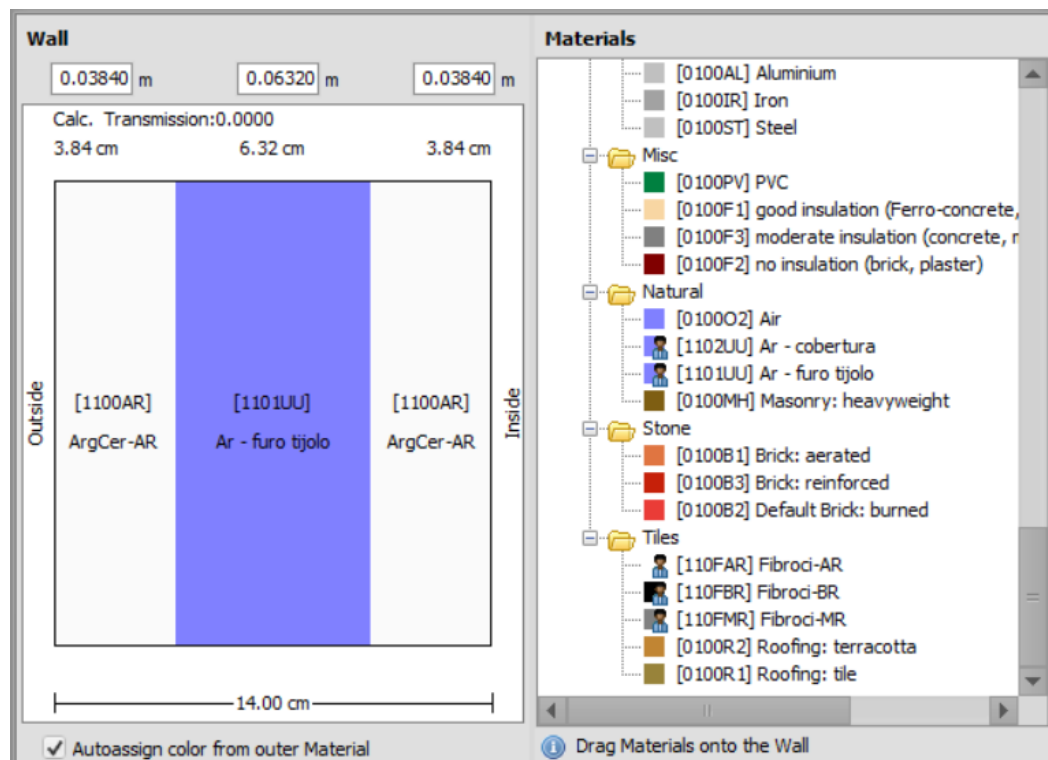 Wall
0.03840 m 0.06320 m 0.03840 m
Calc. Transmission:0.0000
3.84 cm 6.32 cm 3.84 cm
Outside
[1100AR] [1101UU] [1100AR]
ArgCer-AR Ar - furo tijolo ArgCer-AR
Inside
14.00 cm
Autoassign color from outer Material
Materials
[0100AL] Aluminium
[0100IR] Iron
[0100ST] Steel
Misc
[0100PV] PVC
[0100F1] good insulation (Ferro-concrete,
[0100F3] moderate insulation (concrete, r
[0100F2] no insulation (brick, plaster)
Natural
[0100O2] Air
[1102UU] Ar - cobertura
[1101UU] Ar - furo tijolo
[0100MH] Masonry: heavyweight
Stone
[0100B1] Brick: aerated
[0100B3] Brick: reinforced
[0100B2] Default Brick: burned
Tiles
[110FAR] Fibroci-AR
[110FBR] Fibroci-BR
[110FMR] Fibroci-MR
[0100R2] Roofing: terracotta
[0100R1] Roofing: tile
Drag Materials onto the Wall